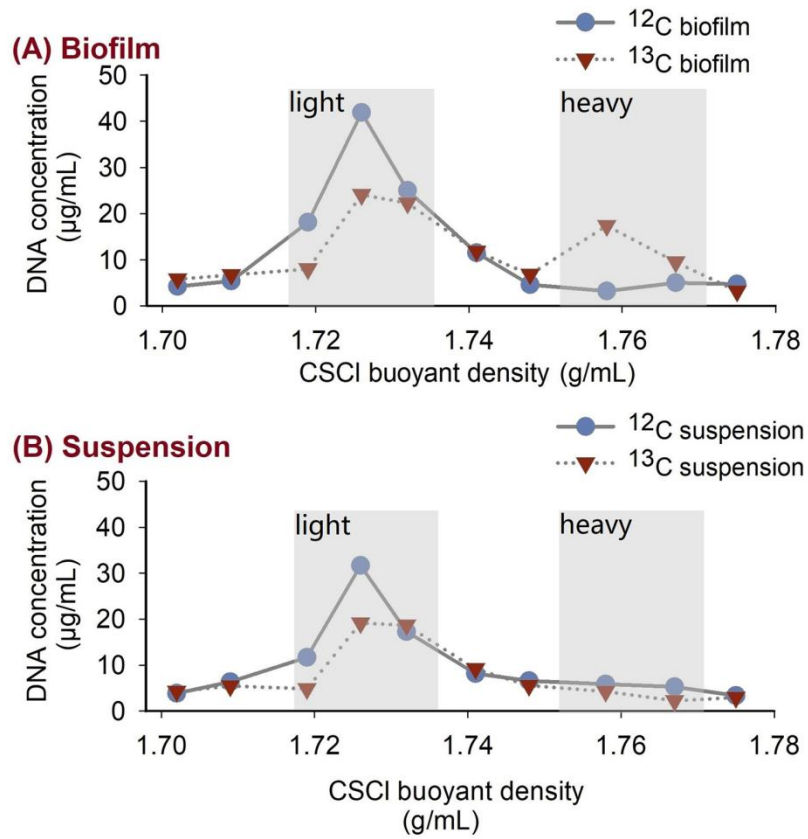 (A) Biofilm
¹²C biofilm
¹³C biofilm
light
heavy
DNA concentration
(µg/mL)
50
40
30
20
10
0
1.70
1.72
1.74
1.76
1.78
CSCl buoyant density (g/mL)
(B) Suspension
¹²C suspension
¹³C suspension
light
heavy
DNA concentration
(µg/mL)
50
40
30
20
10
0
1.70
1.72
1.74
1.76
1.78
CSCl buoyant density
(g/mL)